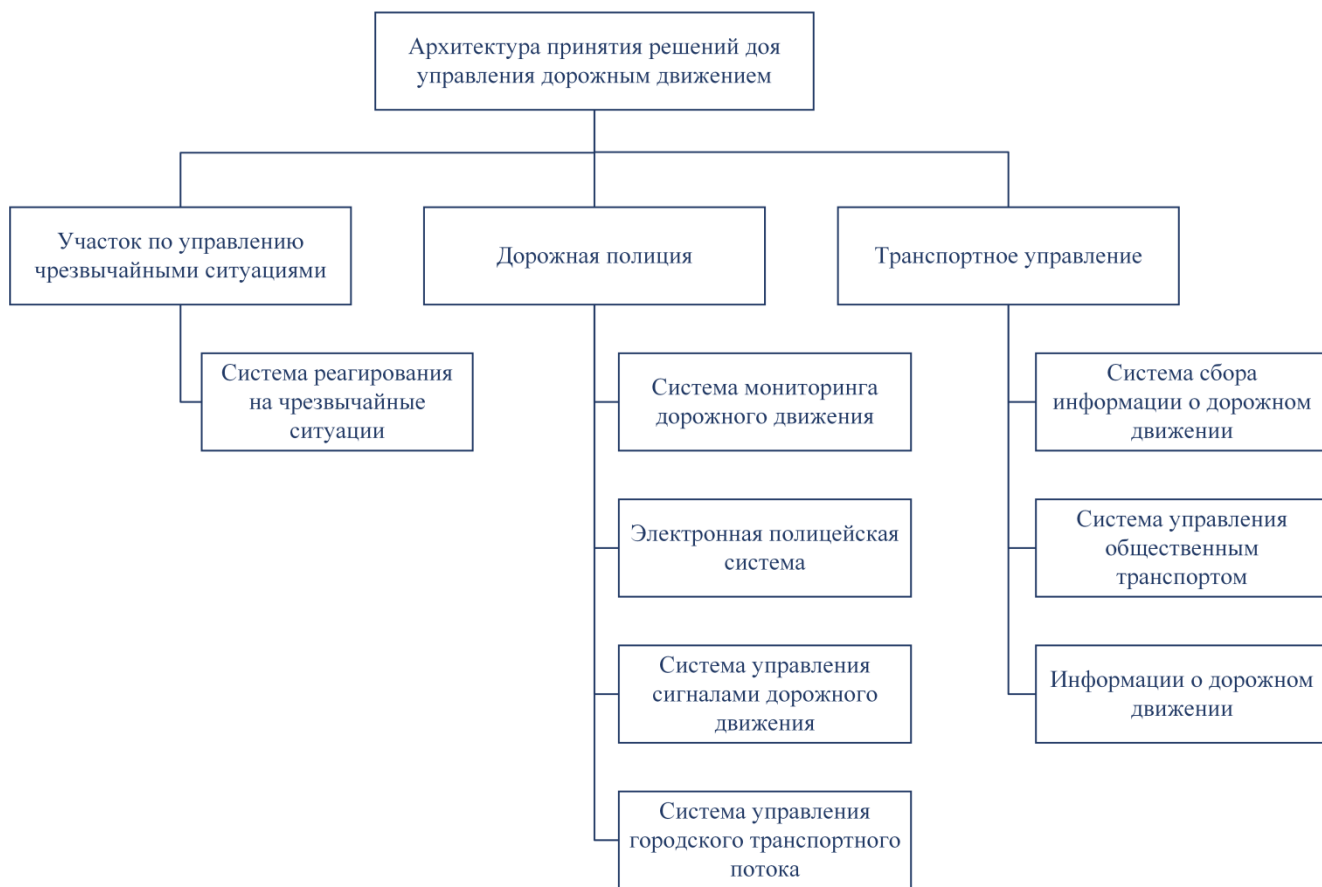 Архитектура принятия решений доя
управления дорожным движением
Участок по управлению
чрезвычайными ситуациями
Дорожная полиция
Транспортное управление
Система реагирования
на чрезвычайные
ситуации
Система мониторинга
дорожного движения
Электронная полицейская
система
Система управления
сигналами дорожного
движения
Система управления
городского транспортного
потока
Система сбора
информации о дорожном
движении
Система управления
общественным
транспортом
Информации о дорожном
движении